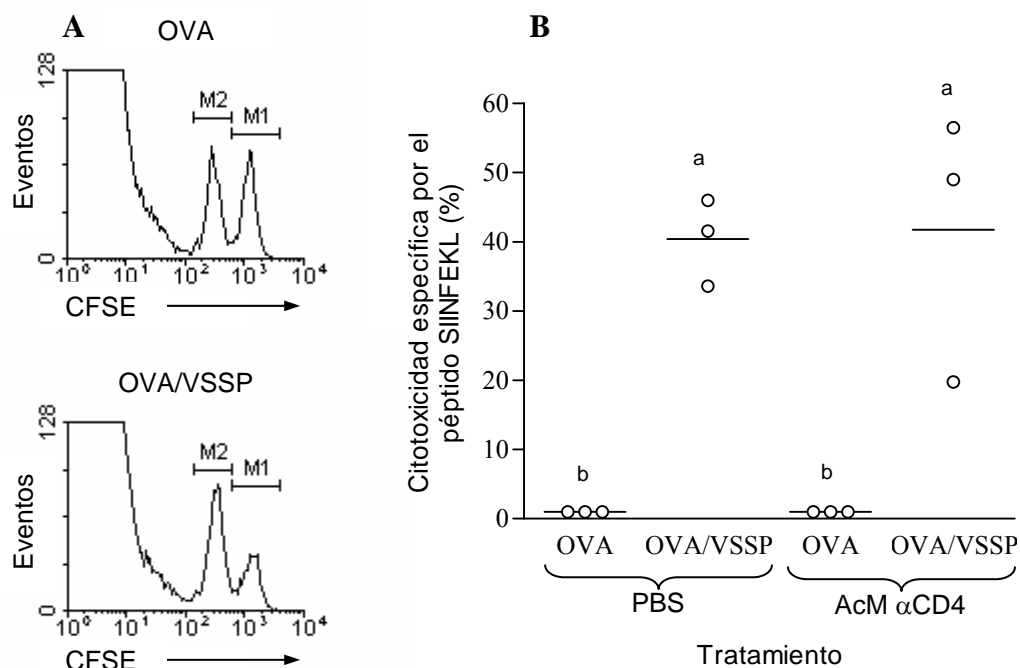 A
OVA
128
Eventos
0
M2
M1
10⁰ 10¹ 10² 10³ 10⁴
CFSE
OVA/VSSP
128
Eventos
0
M2
M1
10⁰ 10¹ 10² 10³ 10⁴
CFSE
B
Citotoxicidad específica por el
péptido SIINFEKL (%)
60
50
40
30
20
10
0
b
a
b
a
OVA OVA/VSSP OVA OVA/VSSP
PBS AcM αCD4
Tratamiento